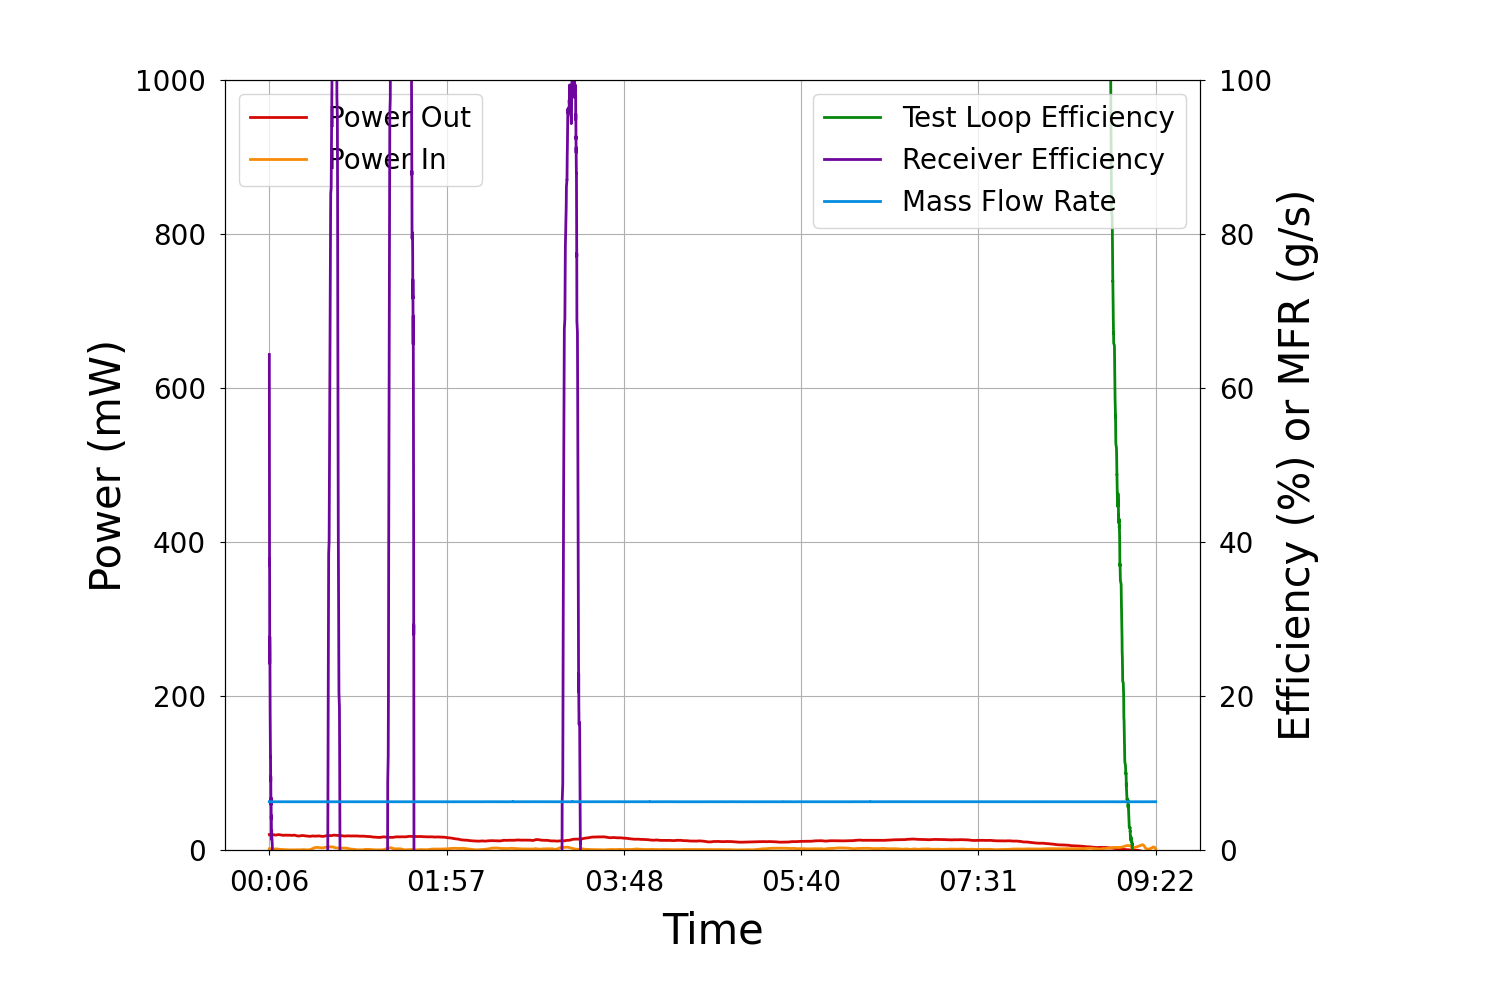 1000
800
600
400
200
0
Power (mW)
Power Out
Power In
Test Loop Efficiency
Receiver Efficiency
Mass Flow Rate
100
80
60
40
20
0
Efficiency (%) or MFR (g/s)
00:06 01:57 03:48 05:40 07:31 09:22
Time